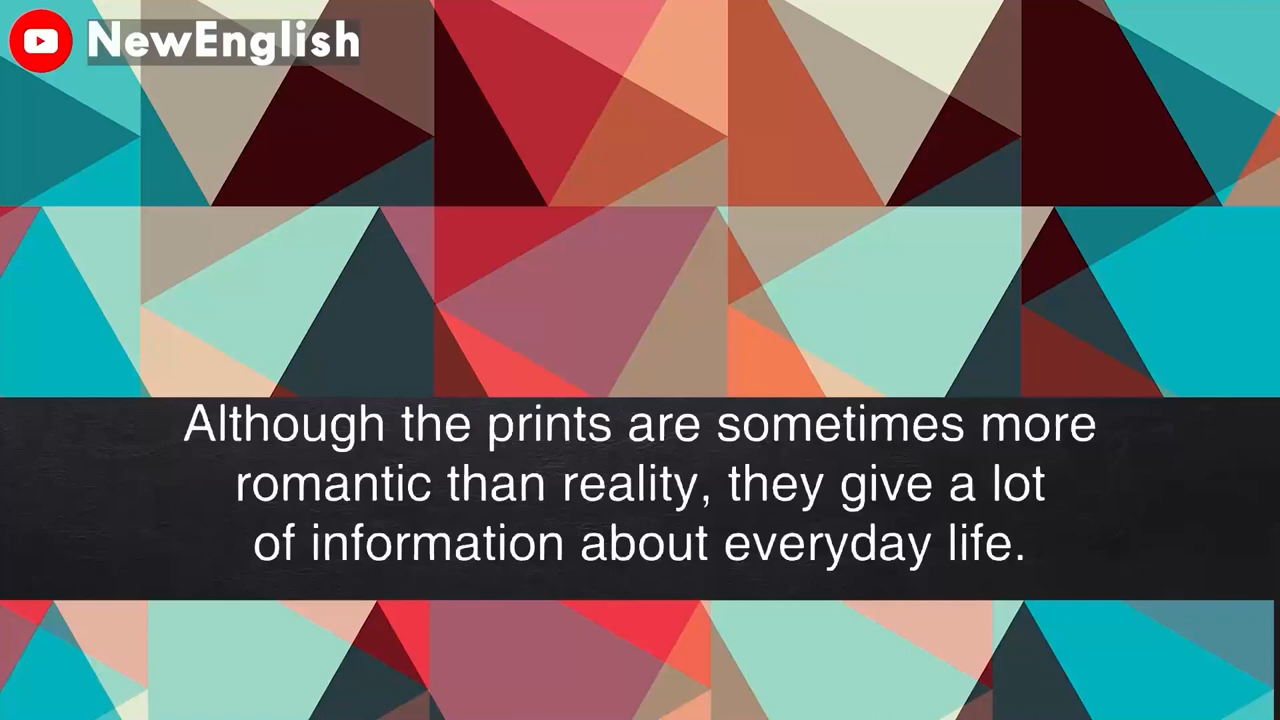 NewEnglish
Although the prints are sometimes more
romantic than reality, they give a lot
of information about everyday life.